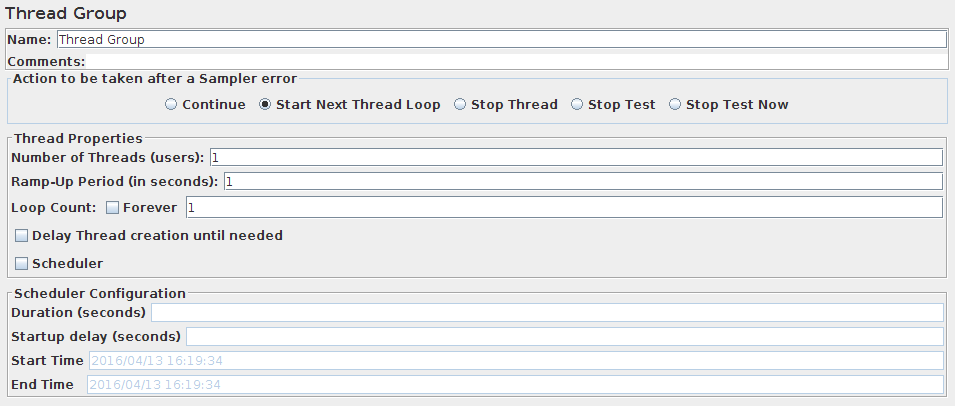 Thread Group
Name: Thread Group
Comments:
Action to be taken after a Sampler error
Continue Start Next Thread Loop Stop Thread Stop Test Stop Test Now
Thread Properties
Number of Threads (users): 1
Ramp-Up Period (in seconds): 1
Loop Count: Forever 1
Delay Thread creation until needed
Scheduler
Scheduler Configuration
Duration (seconds)
Startup delay (seconds)
Start Time 2016/04/13 16:19:34
End Time 2016/04/13 16:19:34